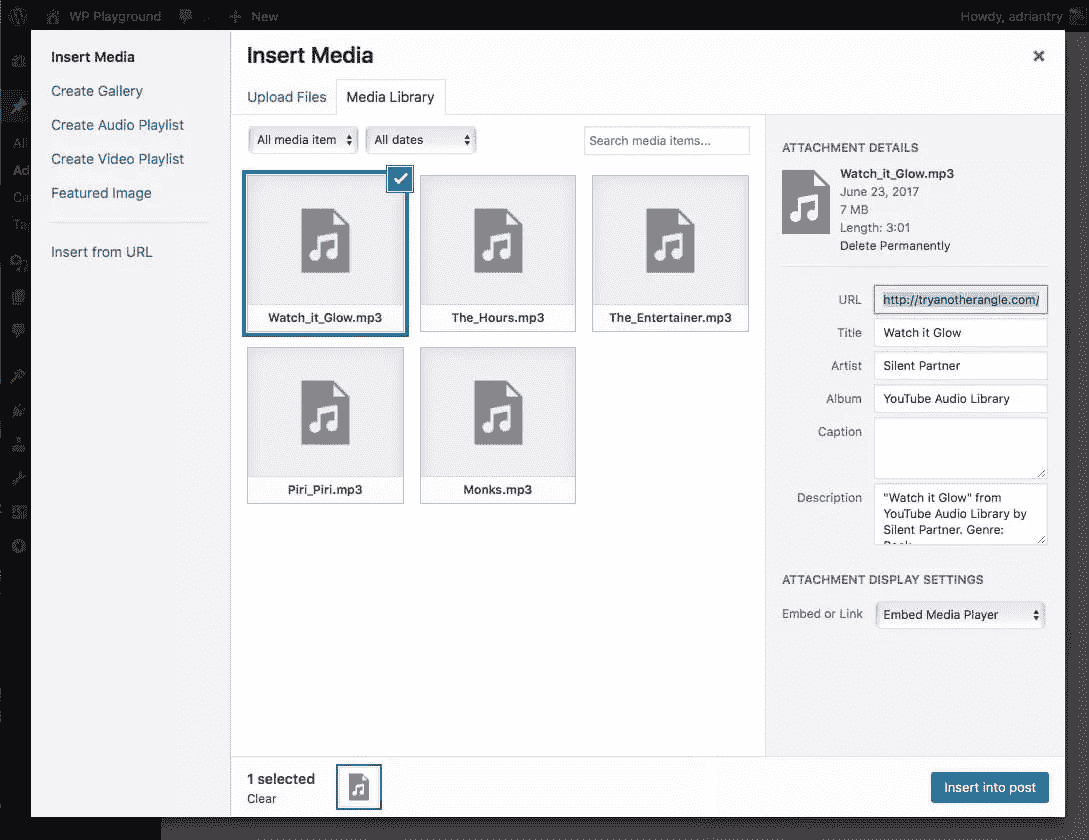 WP Playground
New
Howdy, adriantry
Insert Media
Create Gallery
Create Audio Playlist
Create Video Playlist
Featured Image
Insert from URL
Insert Media
Upload Files
Media Library
All media item
All dates
Search media items...
Watch_it_Glow.mp3
The_Hours.mp3
The_Entertainer.mp3
Piri_Piri.mp3
Monks.mp3
ATTACHMENT DETAILS
Watch_it_Glow.mp3
June 23, 2017
7 MB
Length: 3:01
Delete Permanently
URL
http://tryanotherangle.com/
Title
Watch it Glow
Artist
Silent Partner
Album
YouTube Audio Library
Caption
Description
"Watch it Glow" from
YouTube Audio Library by
Silent Partner. Genre:
ATTACHMENT DISPLAY SETTINGS
Embed or Link
Embed Media Player
1 selected
Clear
Insert into post